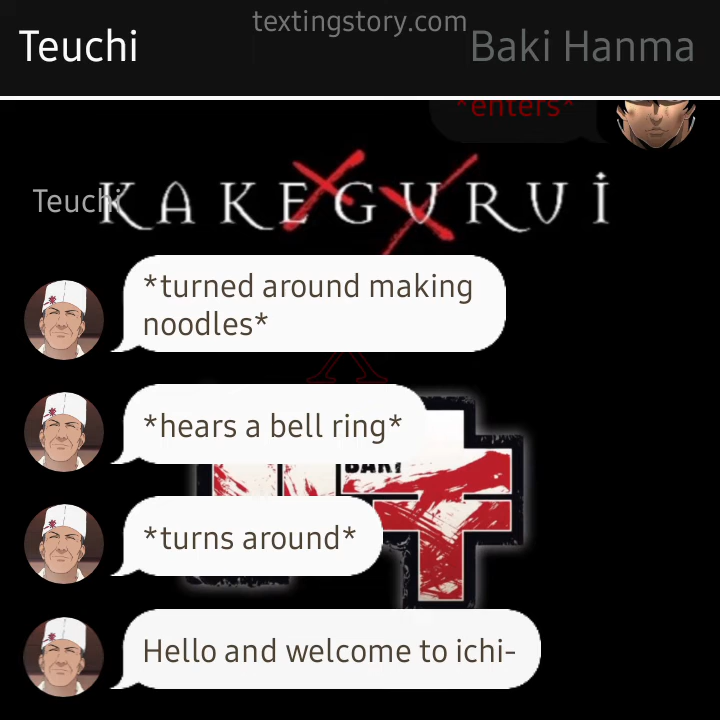 textingstory.com
Teuchi
Baki Hanma
*enters*
Teuchi
KAKEGURUI
*turned around making
noodles*
*hears a bell ring*
BAKI
*turns around*
Hello and welcome to ichi-